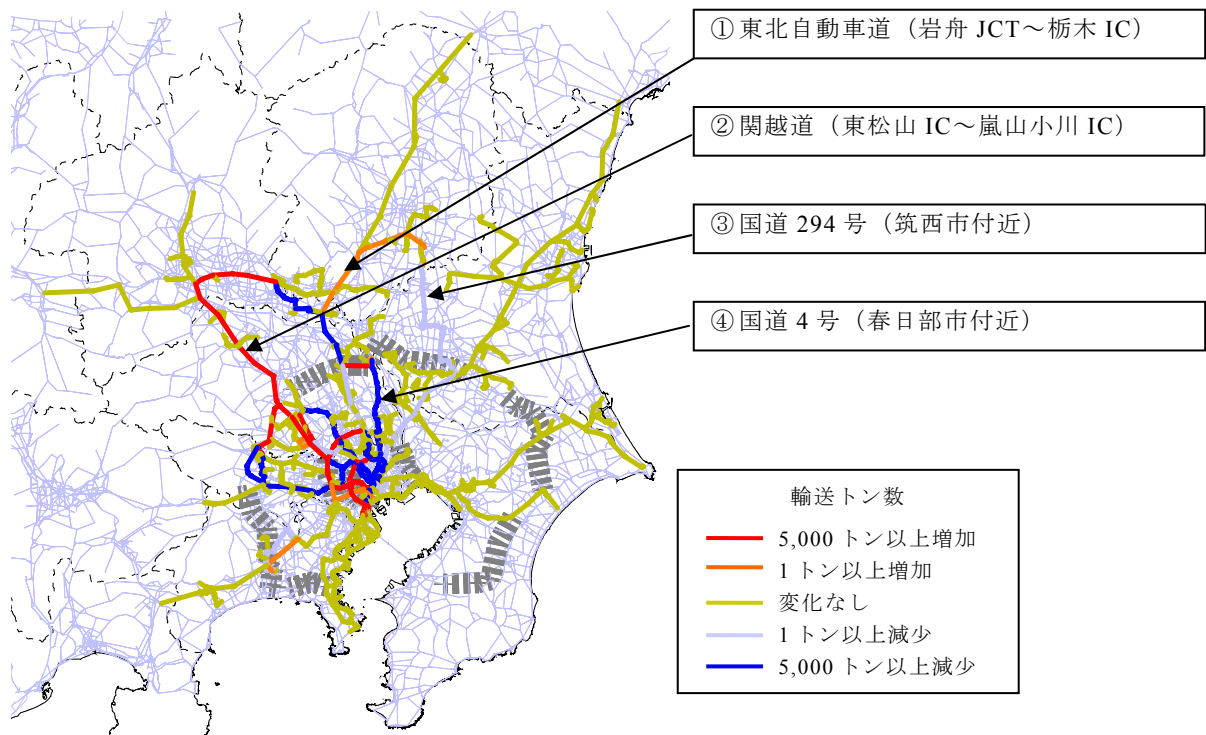 ①東北自動車道（岩舟 JCT～栃木 IC）
②関越道（東松山 IC～嵐山小川 IC）
③国道 294 号（筑西市付近）
④国道 4 号（春日部市付近）
輸送トン数
5,000 トン以上増加
1 トン以上増加
変化なし
1 トン以上減少
5,000 トン以上減少